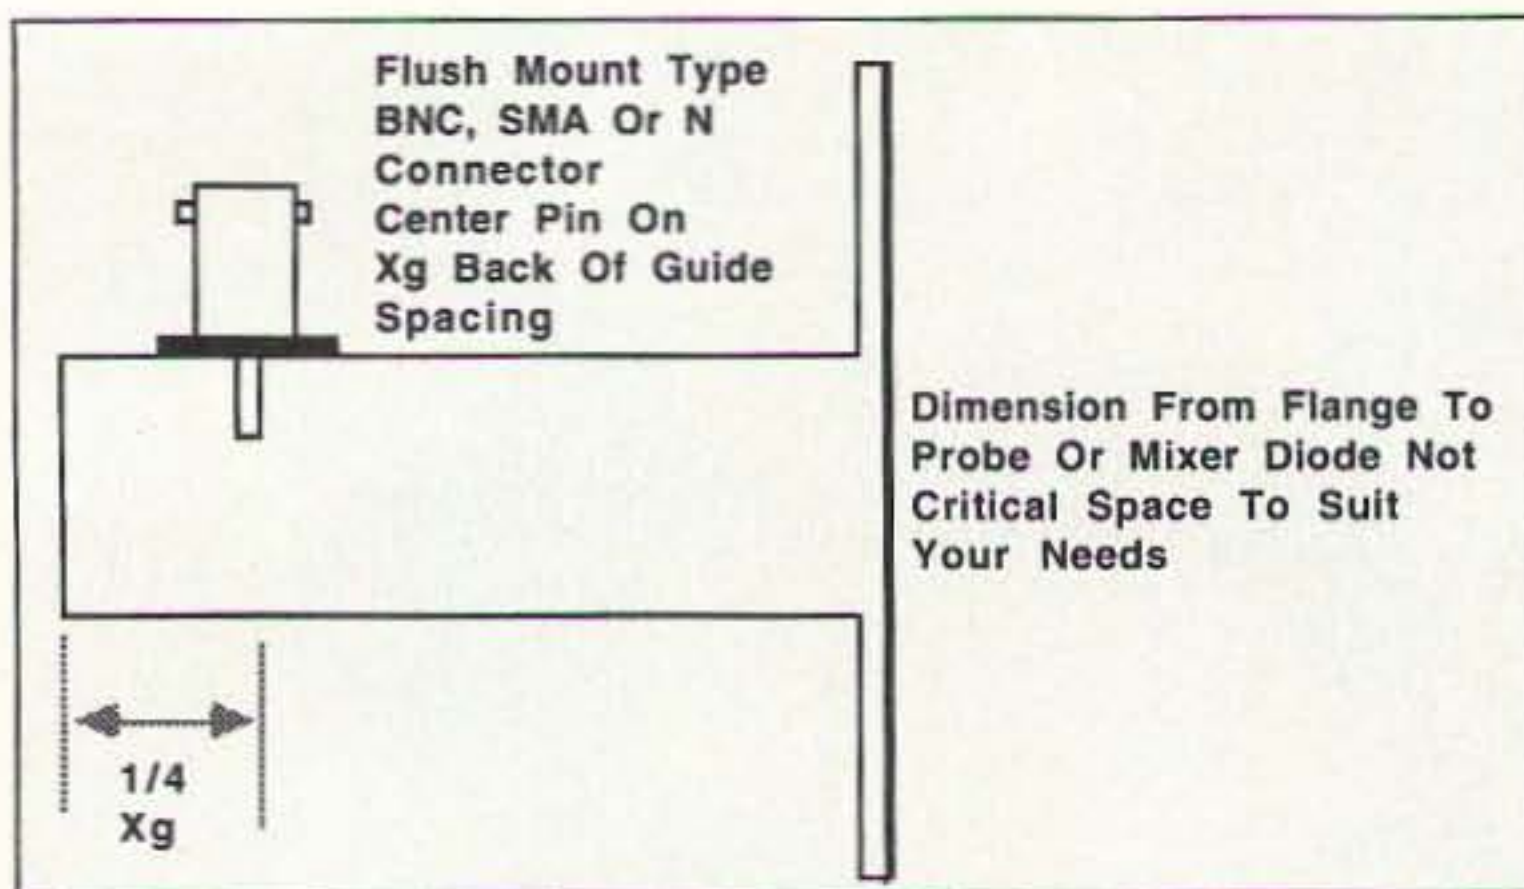 Flush Mount Type
BNC, SMA Or N
Connector
Center Pin On
Xg Back Of Guide
Spacing
Dimension From Flange To
Probe Or Mixer Diode Not
Critical Space To Suit
Your Needs
1/4
Xg